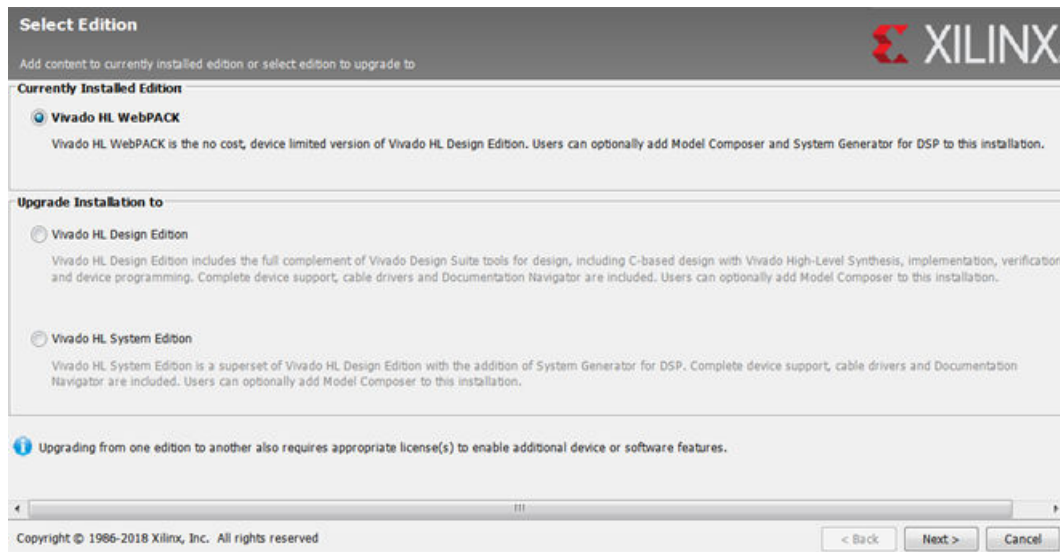 Select Edition
XILINX
Add content to currently installed edition or select edition to upgrade to
Currently Installed Edition
Vivado HL WebPACK
Vivado HL WebPACK is the no cost, device limited version of Vivado HL Design Edition. Users can optionally add Model Composer and System Generator for DSP to this installation.
Upgrade Installation to
Vivado HL Design Edition
Vivado HL Design Edition includes the full complement of Vivado Design Suite tools for design, including C-based design with Vivado High-Level Synthesis, implementation, verification
and device programming. Complete device support, cable drivers and Documentation Navigator are included. Users can optionally add Model Composer to this installation.
Vivado HL System Edition
Vivado HL System Edition is a superset of Vivado HL Design Edition with the addition of System Generator for DSP. Complete device support, cable drivers and Documentation
Navigator are included. Users can optionally add Model Composer to this installation.
Upgrading from one edition to another also requires appropriate license(s) to enable additional device or software features.
Copyright © 1986-2018 Xilinx, Inc. All rights reserved
< Back Next > Cancel